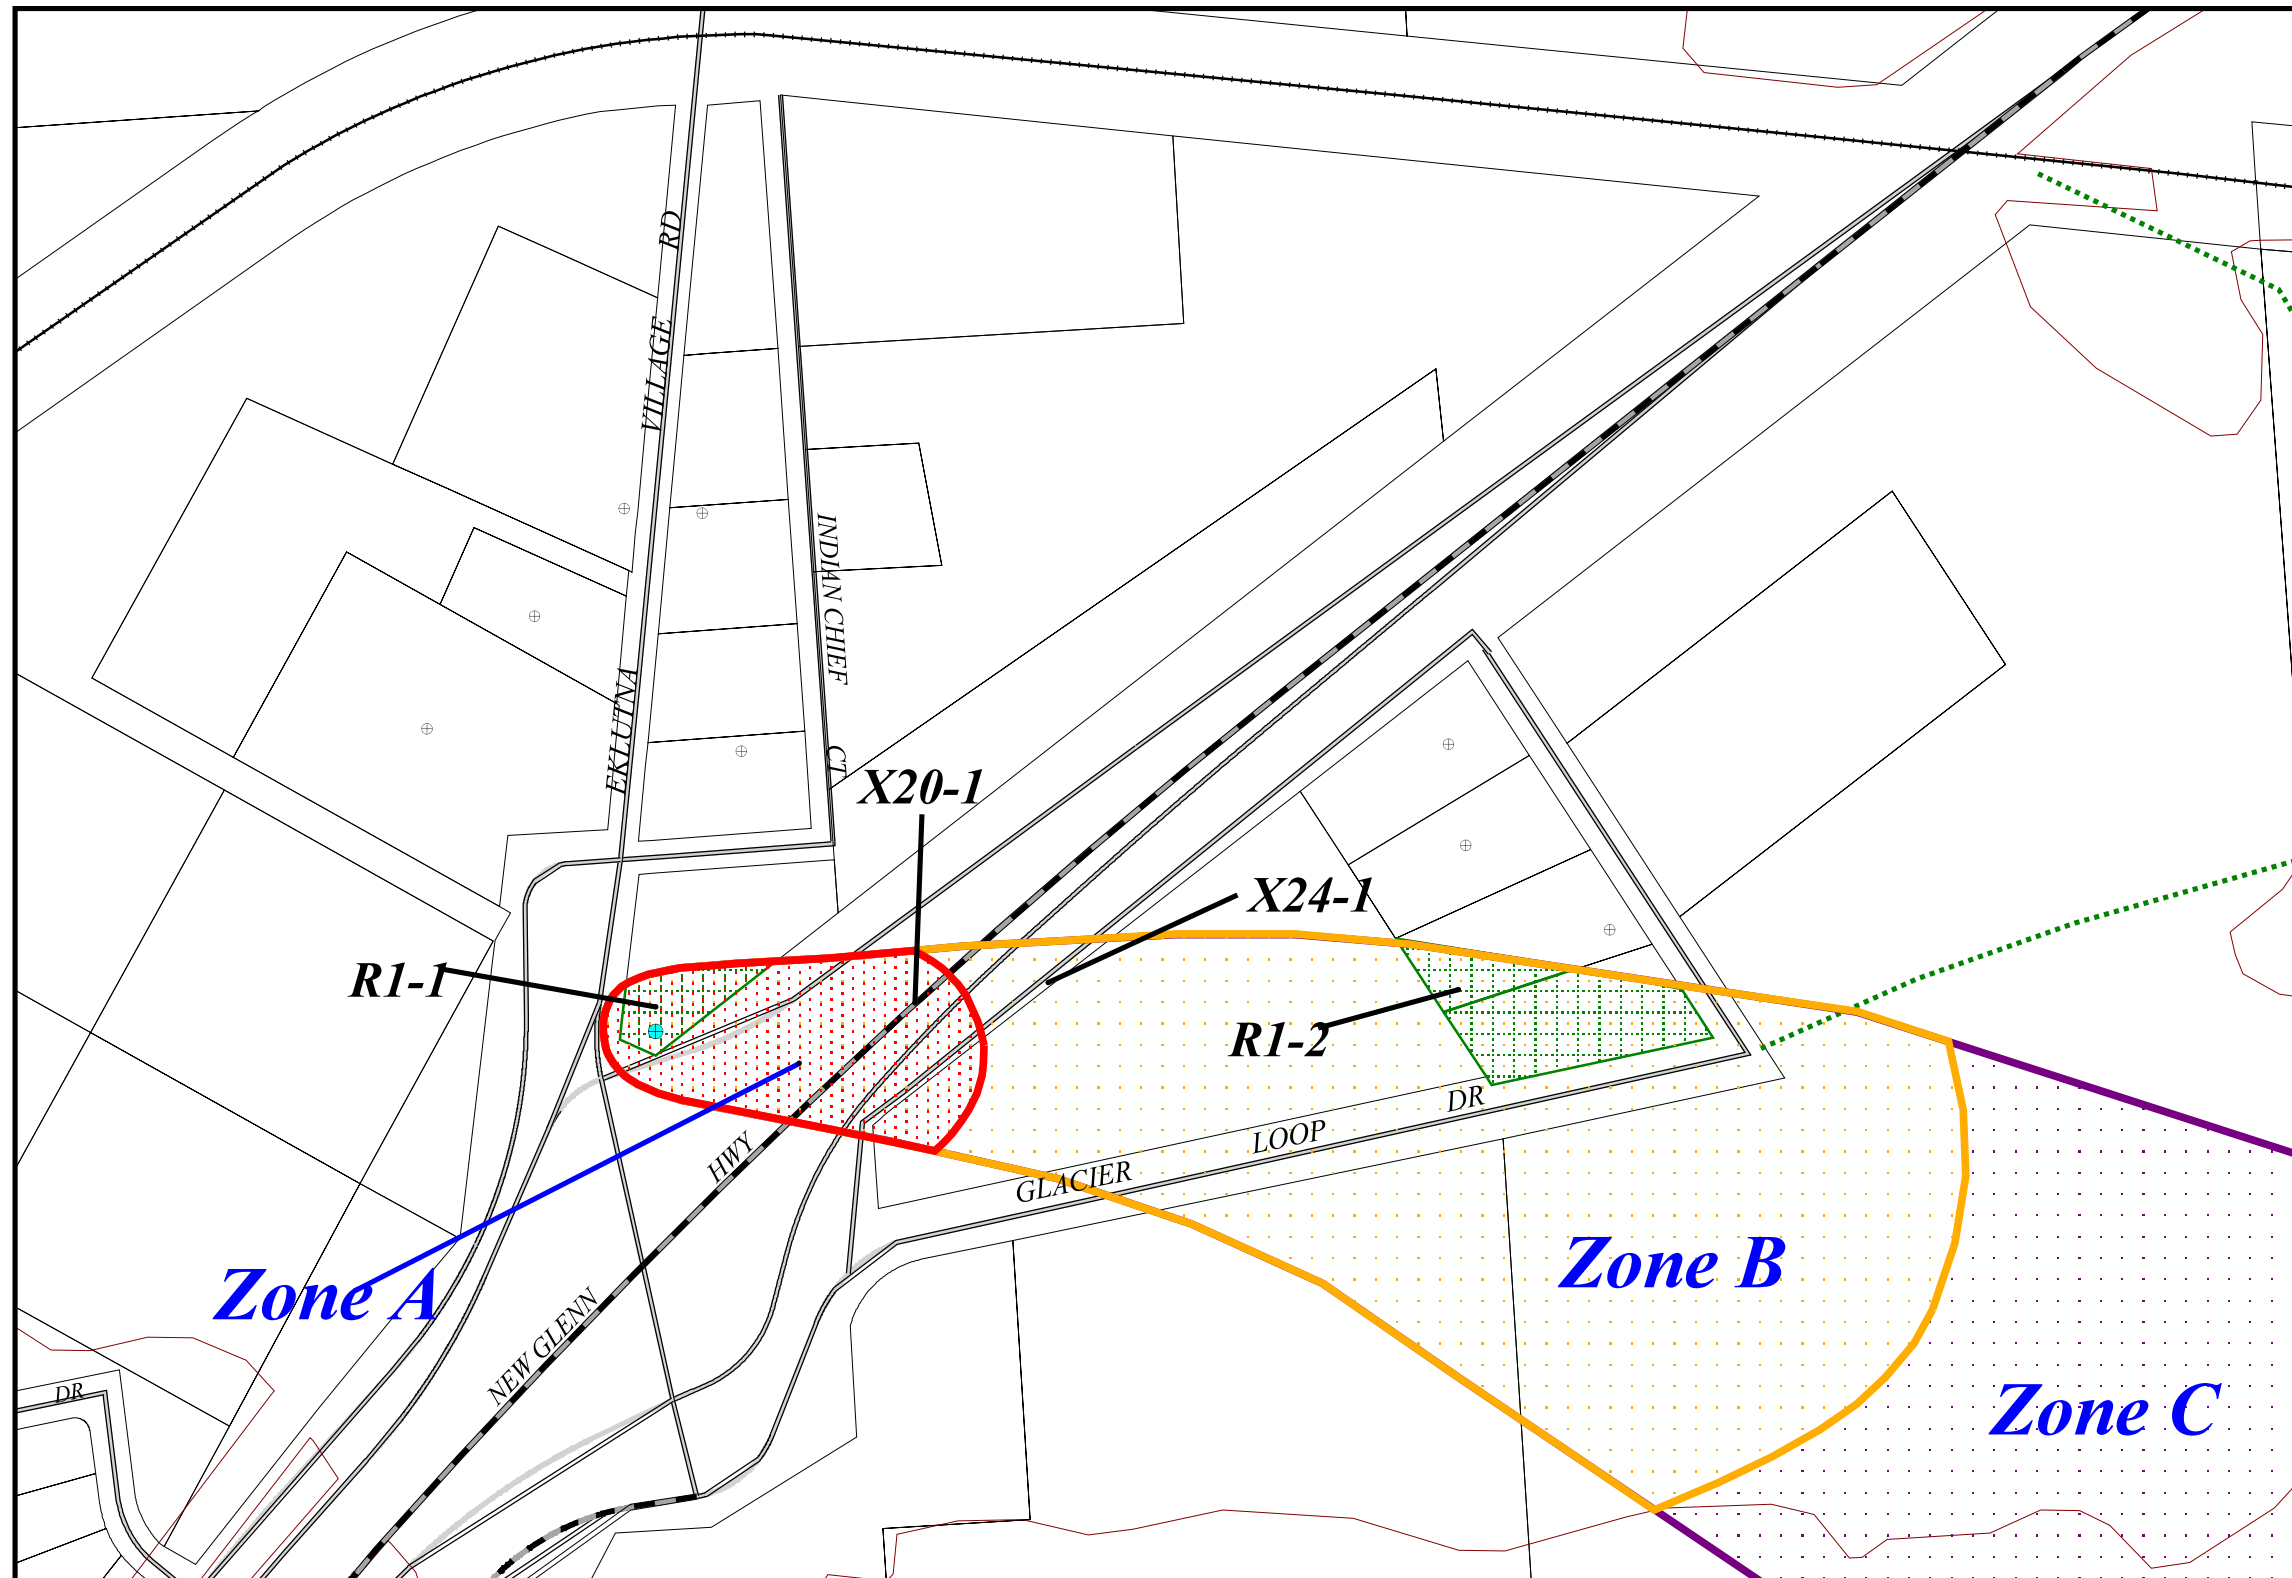 EKLUTNA VILLAGE RD
INDIAN CHIEF CT
X20-1
X24-1
R1-1
R1-2
GLACIER LOOP DR
NEW GLENN HWY
Zone A
Zone B
Zone C
DR